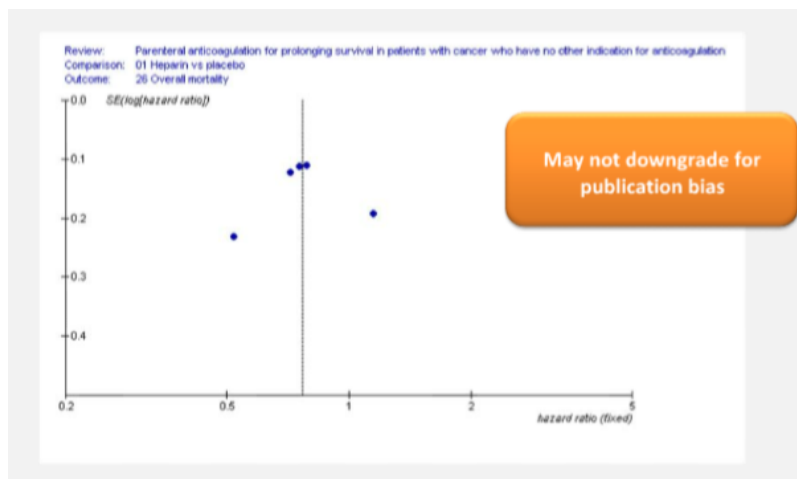 Review: Parenteral anticoagulation for prolonging survival in patients with cancer who have no other indication for anticoagulation
Comparison: 01 Heparin vs placebo
Outcome: 26 Overall mortality
0.0 SE(log[hazard ratio])
0.1
May not downgrade for
publication bias
0.2
0.3
0.4
0.2 0.5 1 2 5
hazard ratio (fixed)